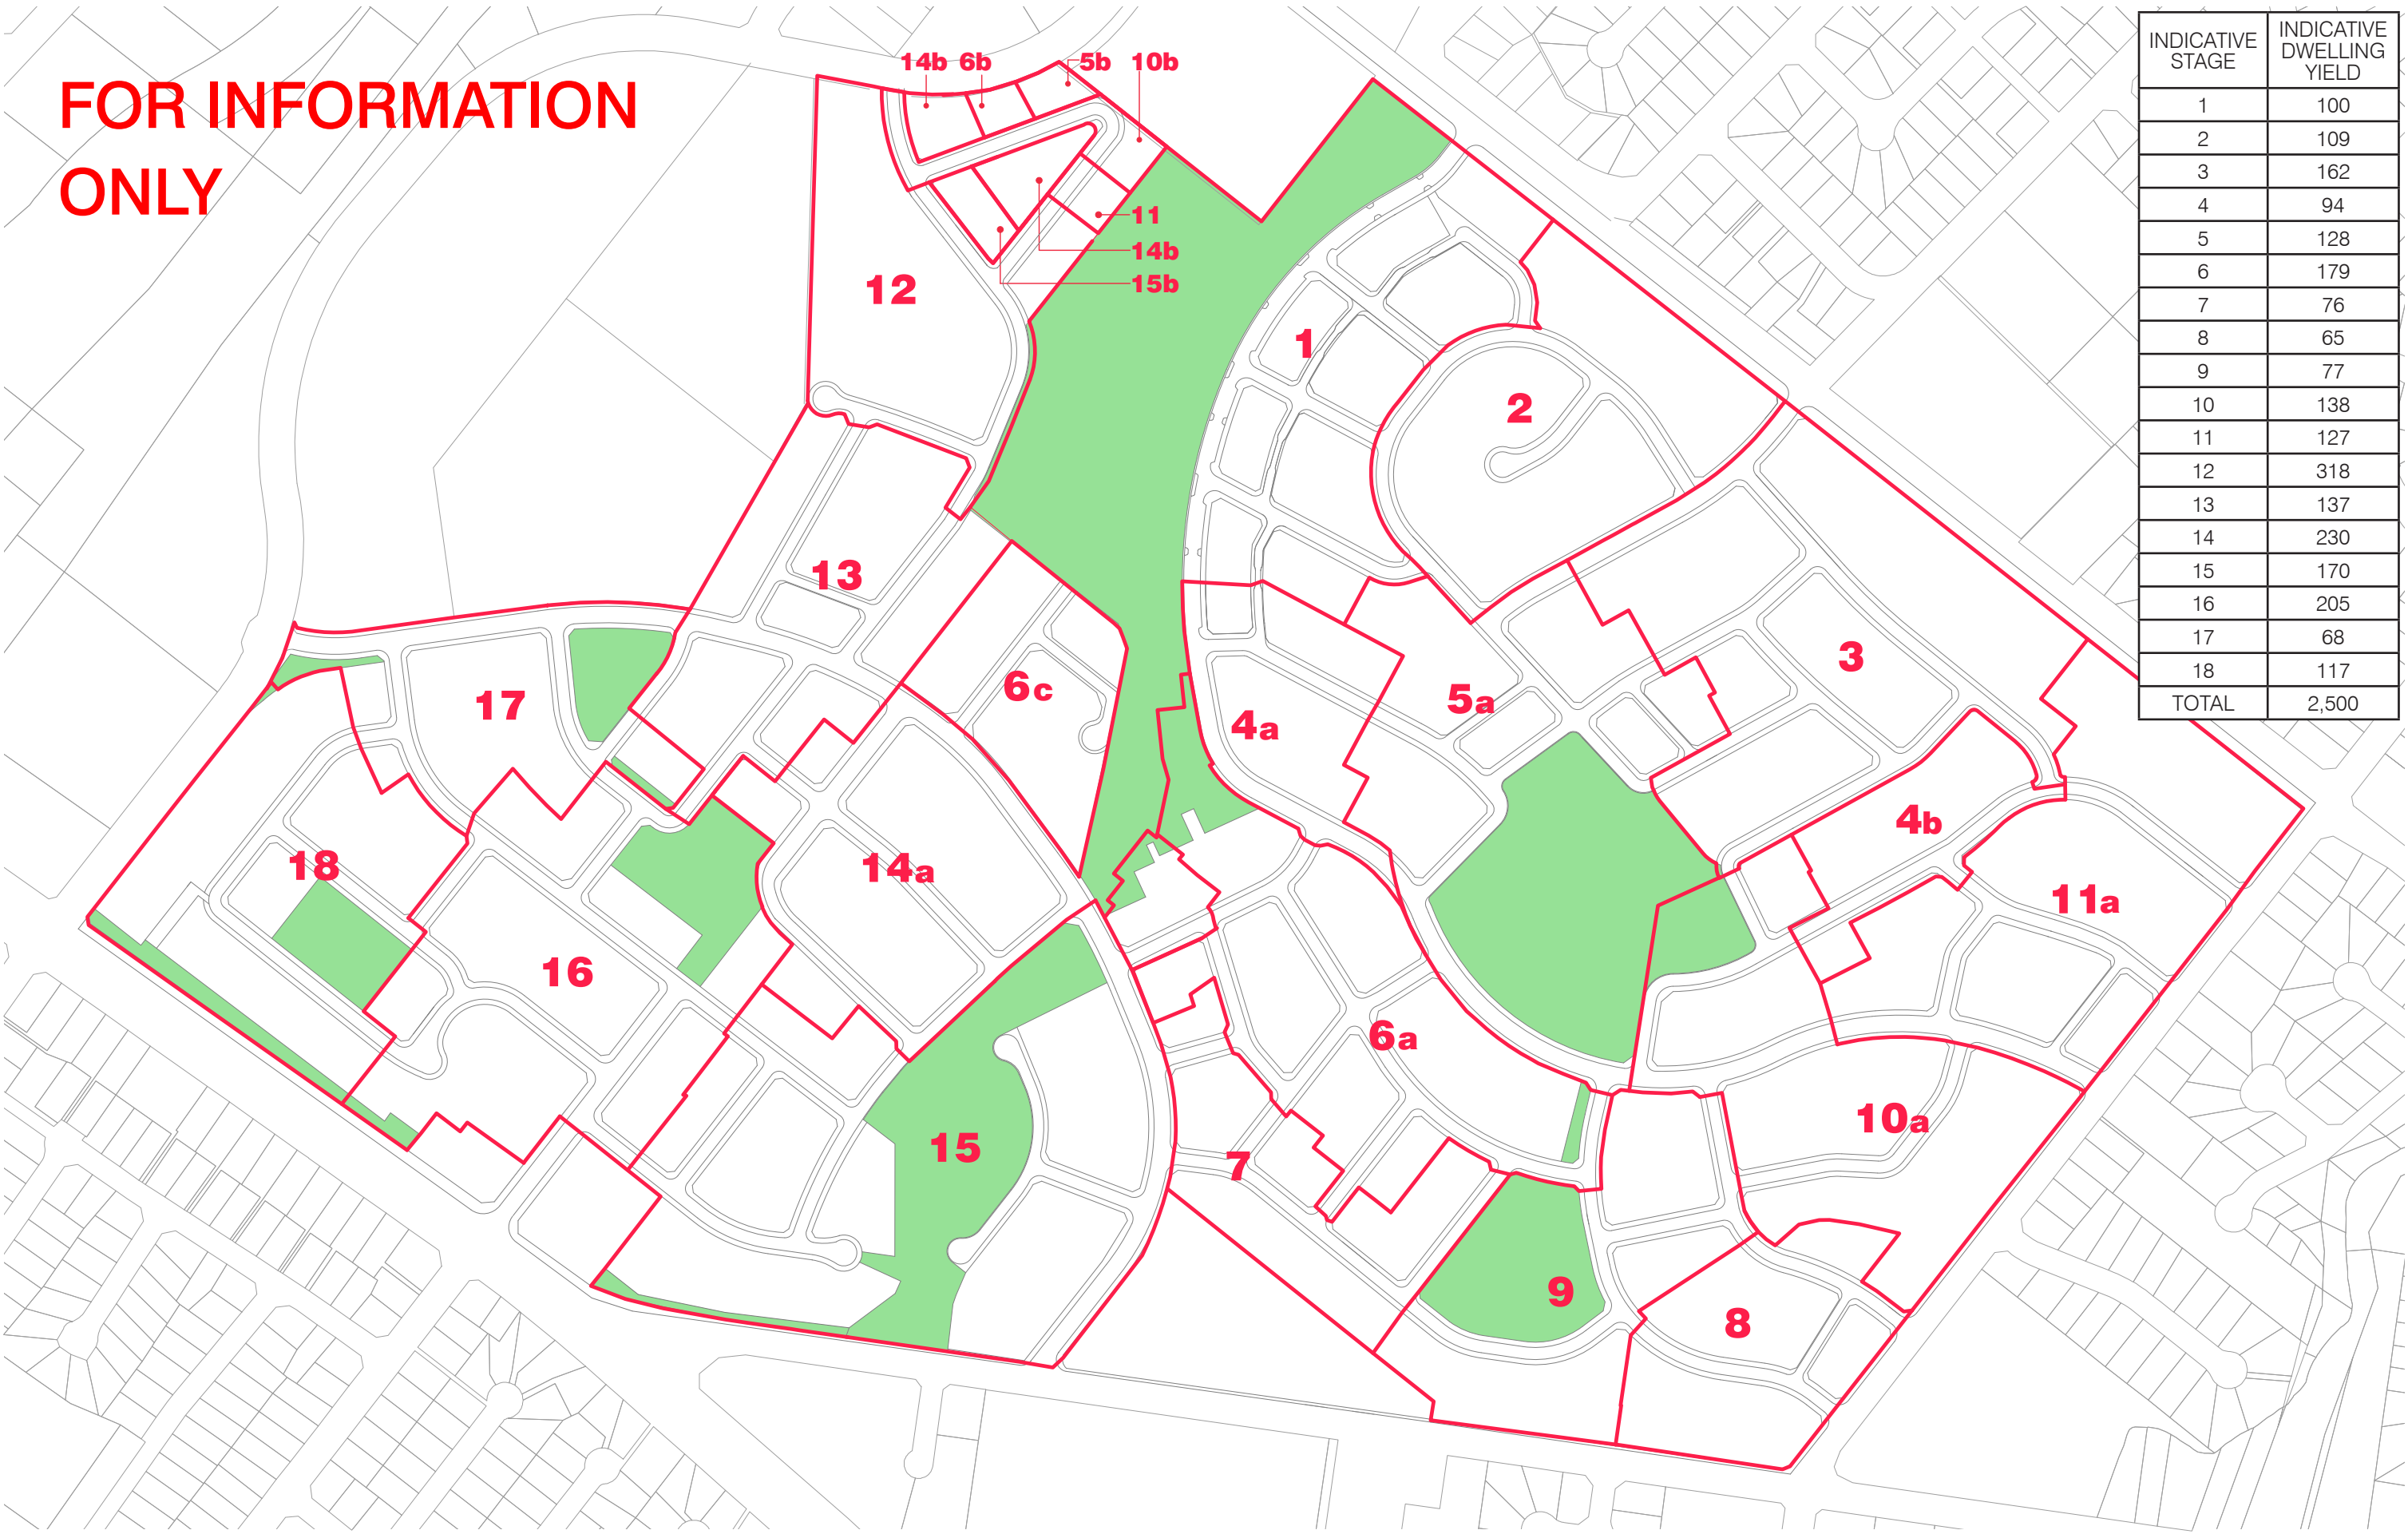 FOR INFORMATION
ONLY
14b 6b 5b 10b
11
14b
15b
12
1
2
13
3
17
6c
5a
4a
4b
18
14a
11a
16
6a
10a
15
7
9
8
INDICATIVE STAGE INDICATIVE DWELLING YIELD
1 100
2 109
3 162
4 94
5 128
6 179
7 76
8 65
9 77
10 138
11 127
12 318
13 137
14 230
15 170
16 205
17 68
18 117
TOTAL 2,500